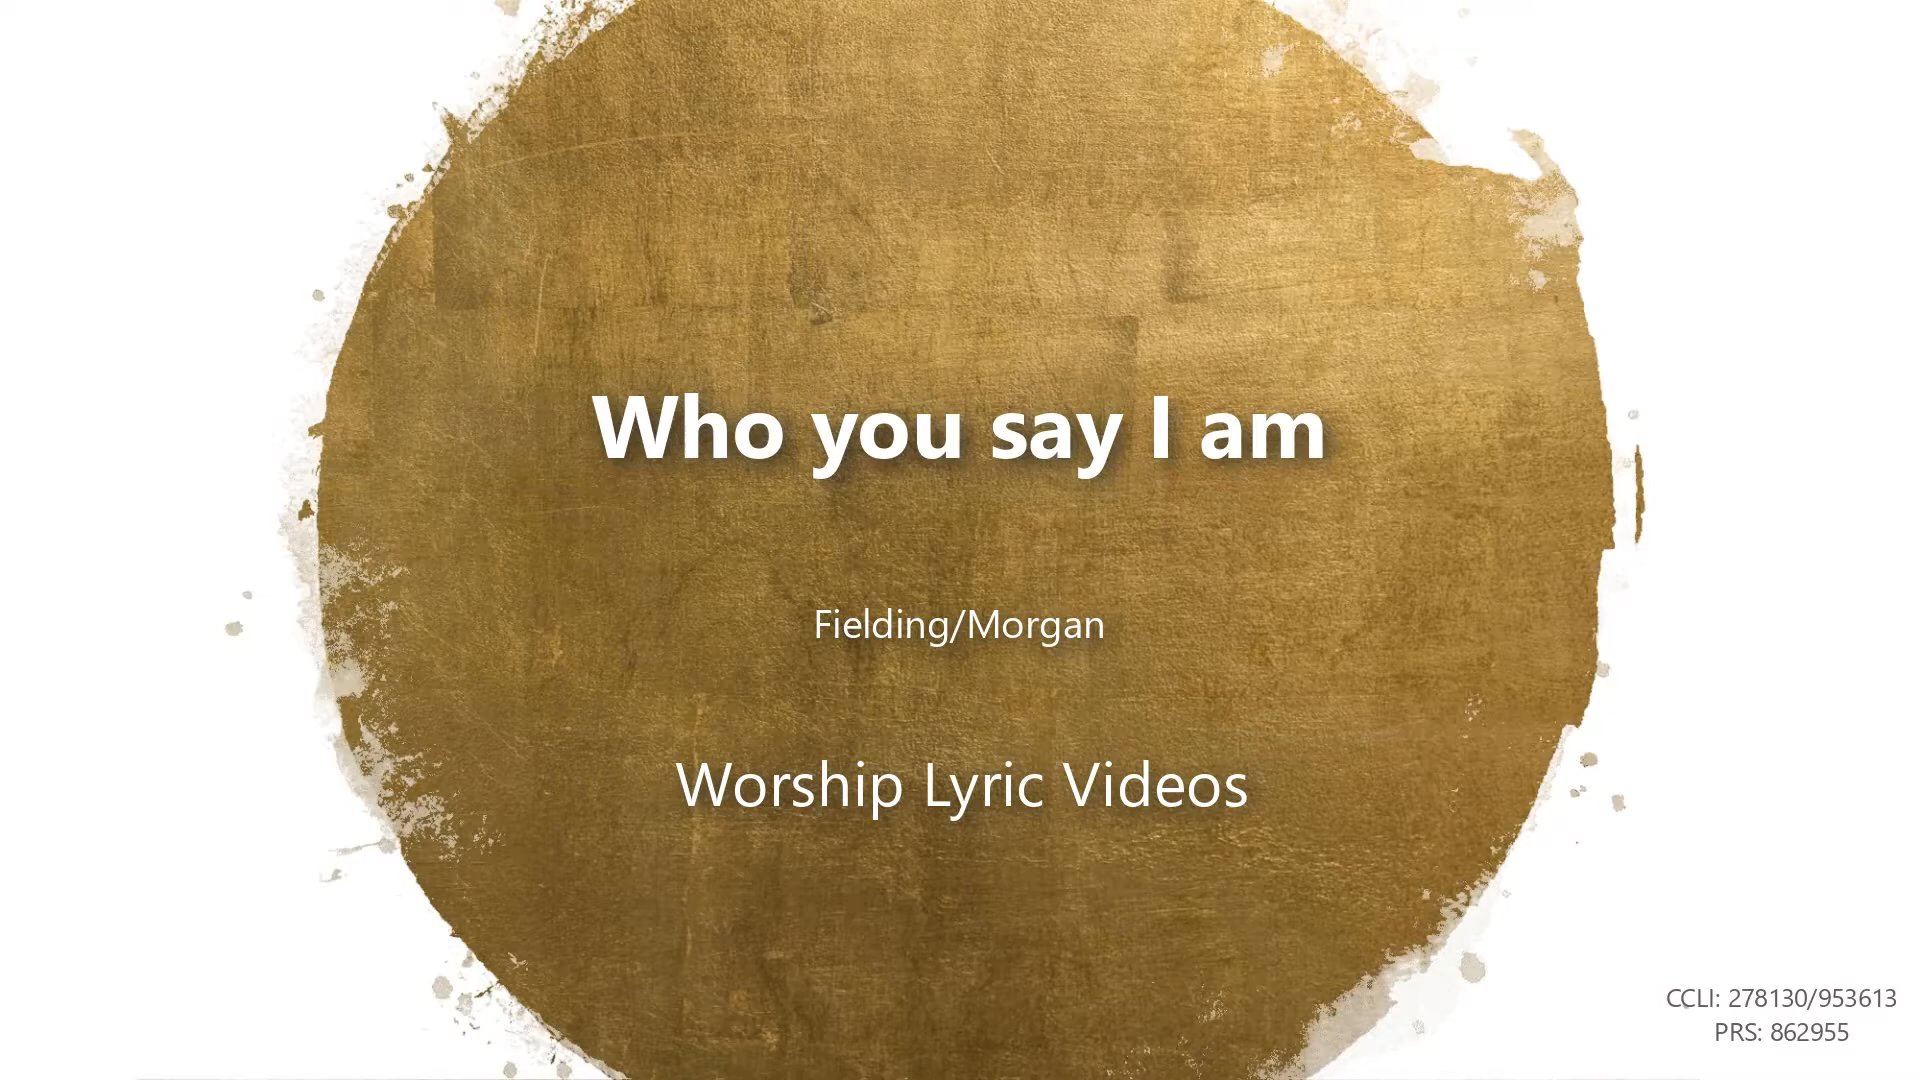 Who you say I am
Fielding/Morgan
Worship Lyric Videos
CCLI: 278130/953613
PRS: 862955